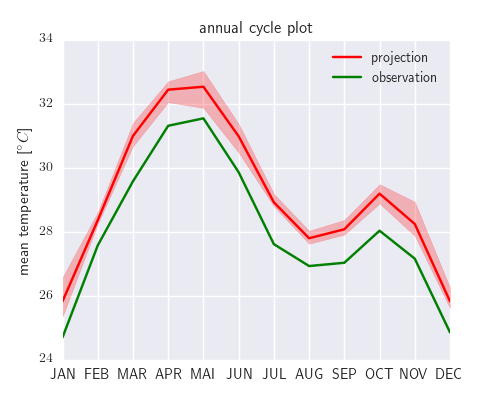 annual cycle plot
mean temperature [°C]
34
32
30
28
26
24
projection
observation
JAN FEB MAR APR MAI JUN JUL AUG SEP OCT NOV DEC